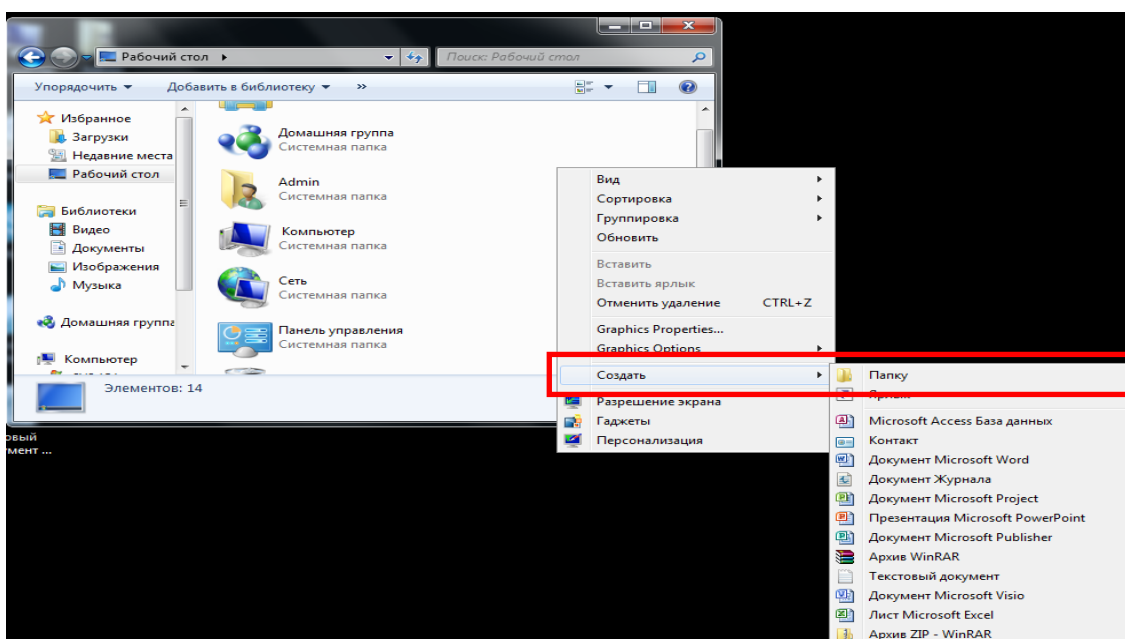 Рабочий стол
Поиск: Рабочий стол
Упорядочить
Добавить в библиотеку
»
Избранное
Загрузки
Недавние места
Рабочий стол
Библиотеки
Видео
Документы
Изображения
Музыка
Домашняя группа
Компьютер
Домашняя группа
Системная папка
Admin
Системная папка
Компьютер
Системная папка
Сеть
Системная папка
Панель управления
Системная папка
Элементов: 14
овый
мент ...
Вид
Сортировка
Группировка
Обновить
Вставить
Вставить ярлык
Отменить удаление CTRL+Z
Graphics Properties...
Graphics Options
Создать
Разрешение экрана
Гаджеты
Персонализация
Папку
Microsoft Access База данных
Контакт
Документ Microsoft Word
Документ Журнала
Документ Microsoft Project
Презентация Microsoft PowerPoint
Документ Microsoft Publisher
Архив WinRAR
Текстовый документ
Документ Microsoft Visio
Лист Microsoft Excel
Архив ZIP - WinRAR